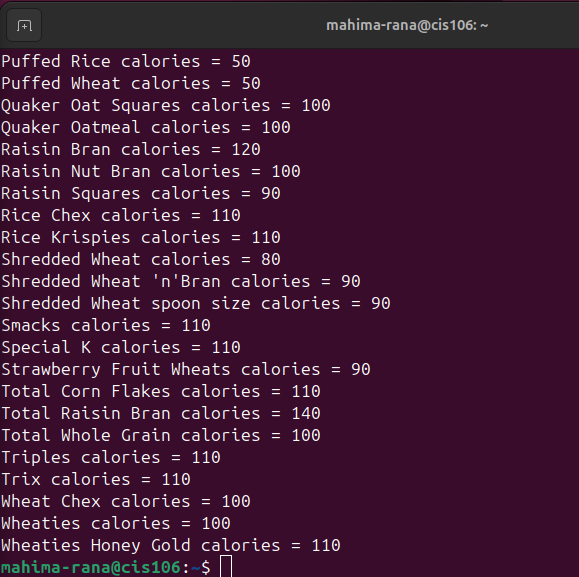 mahima-rana@cis106: ~
Puffed Rice calories = 50
Puffed Wheat calories = 50
Quaker Oat Squares calories = 100
Quaker Oatmeal calories = 100
Raisin Bran calories = 120
Raisin Nut Bran calories = 100
Raisin Squares calories = 90
Rice Chex calories = 110
Rice Krispies calories = 110
Shredded Wheat calories = 80
Shredded Wheat 'n'Bran calories = 90
Shredded Wheat spoon size calories = 90
Smacks calories = 110
Special K calories = 110
Strawberry Fruit Wheats calories = 90
Total Corn Flakes calories = 110
Total Raisin Bran calories = 140
Total Whole Grain calories = 100
Triples calories = 110
Trix calories = 110
Wheat Chex calories = 100
Wheaties calories = 100
Wheaties Honey Gold calories = 110
mahima-rana@cis106:~$